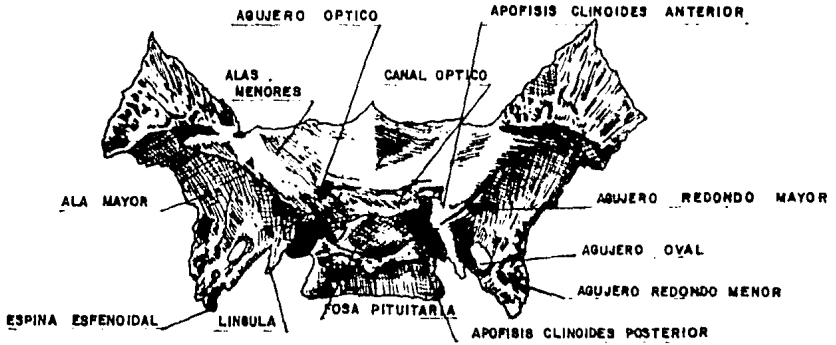 AGUJERO OPTICO
APOFISIS CLINOIDES ANTERIOR
ALAS
MENORES
CANAL OPTICO
ALA MAYOR
AGUJERO REDONDO MAYOR
AGUJERO OVAL
AGUJERO REDONDO MENOR
ESPINA ESFENOIDAL
LINGULA
FOSA PITUITARIA
APOFISIS CLINOIDES POSTERIOR